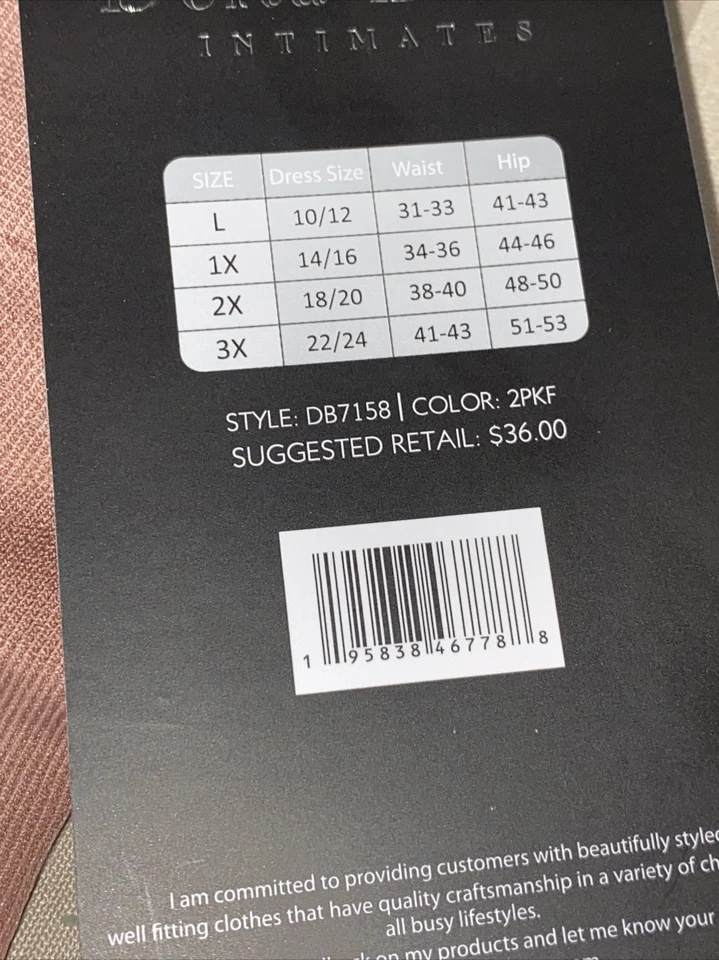 INTIMATES
SIZE Dress Size Waist Hip
L 10/12 31-33 41-43
1X 14/16 34-36 44-46
2X 18/20 38-40 48-50
3X 22/24 41-43 51-53
STYLE: DB7158 | COLOR: 2PKF
SUGGESTED RETAIL: $36.00
1 95838 46778 8
I am committed to providing customers with beautifully styled
well fitting clothes that have quality craftsmanship in a variety of
all busy lifestyles.
on my products and let me know your